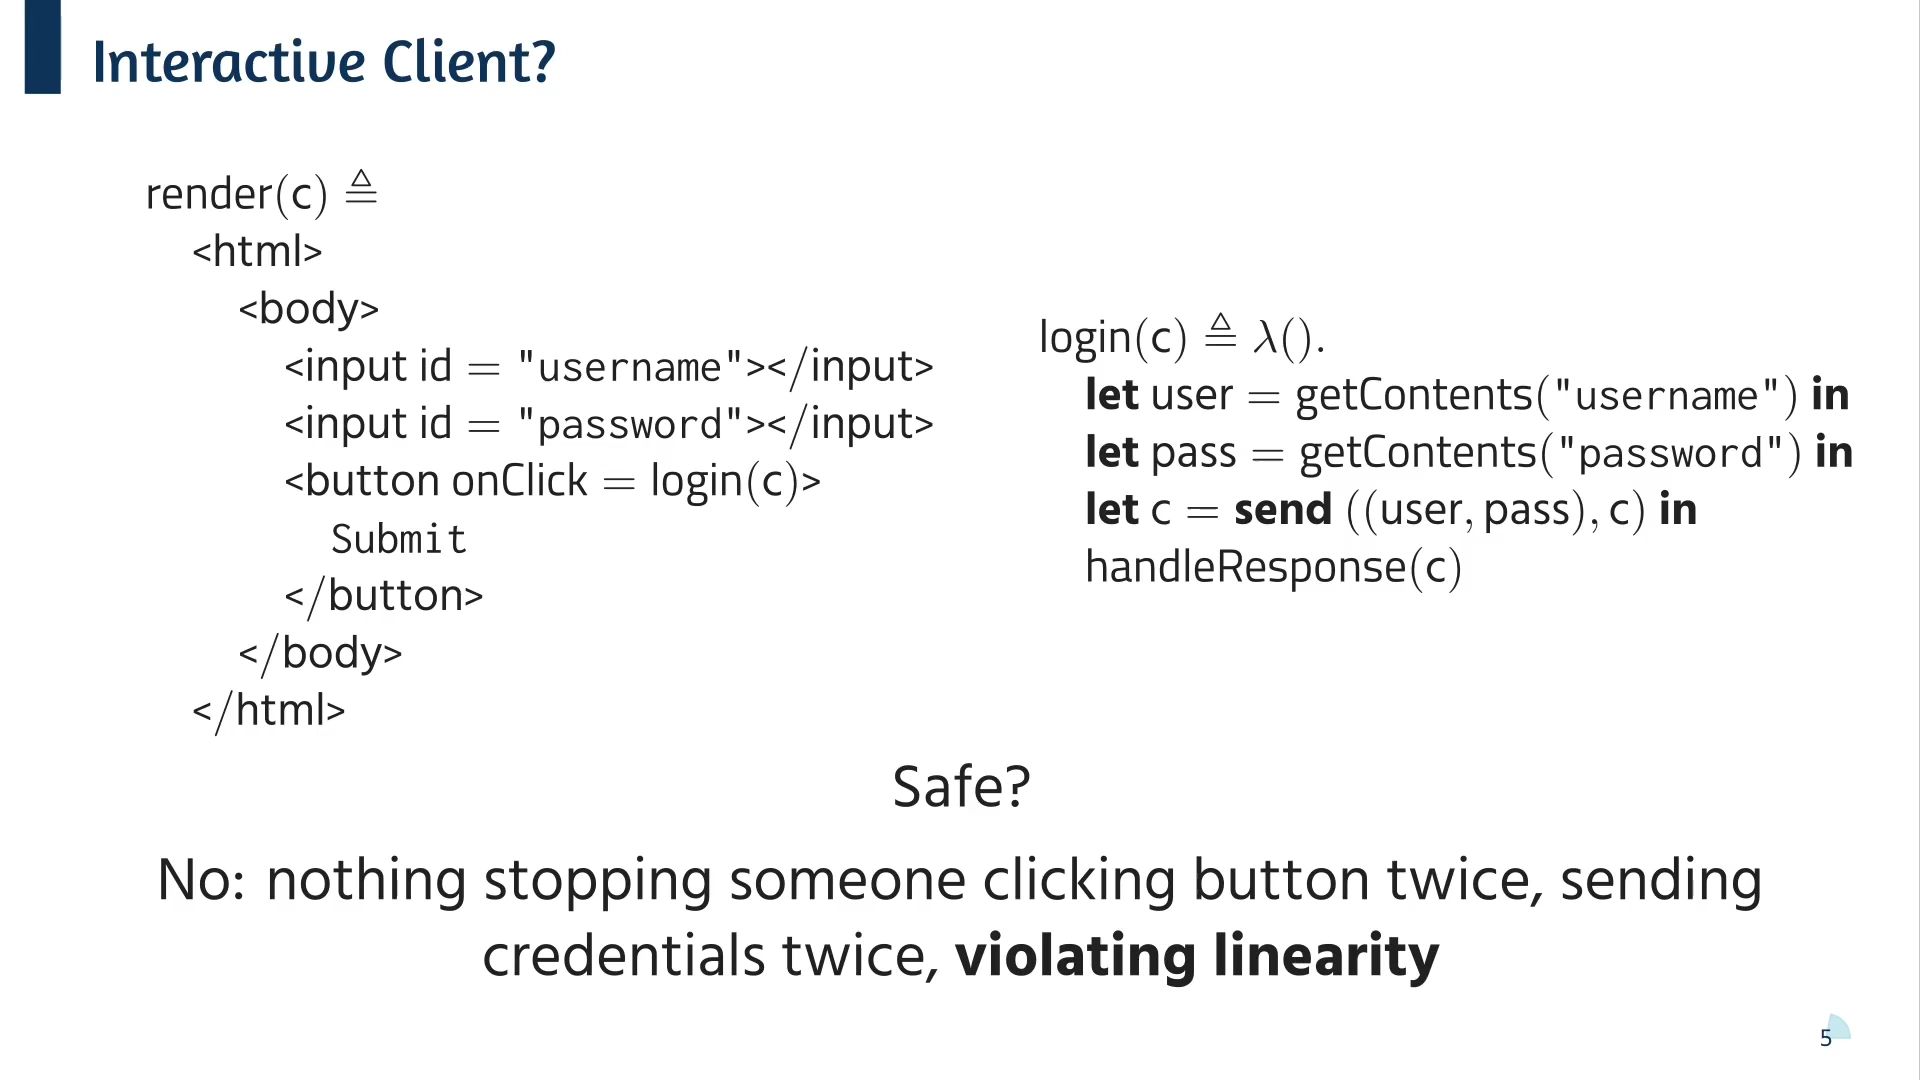 Interactive Client?
render(c) ≜
<html>
<body>
<input id = "username"></input>
<input id = "password"></input>
<button onClick = login(c)>
Submit
</button>
</body>
</html>
login(c) ≜ λ().
let user = getContents("username") in
let pass = getContents("password") in
let c = send ((user, pass), c) in
handleResponse(c)
Safe?
No: nothing stopping someone clicking button twice, sending
credentials twice, violating linearity
5